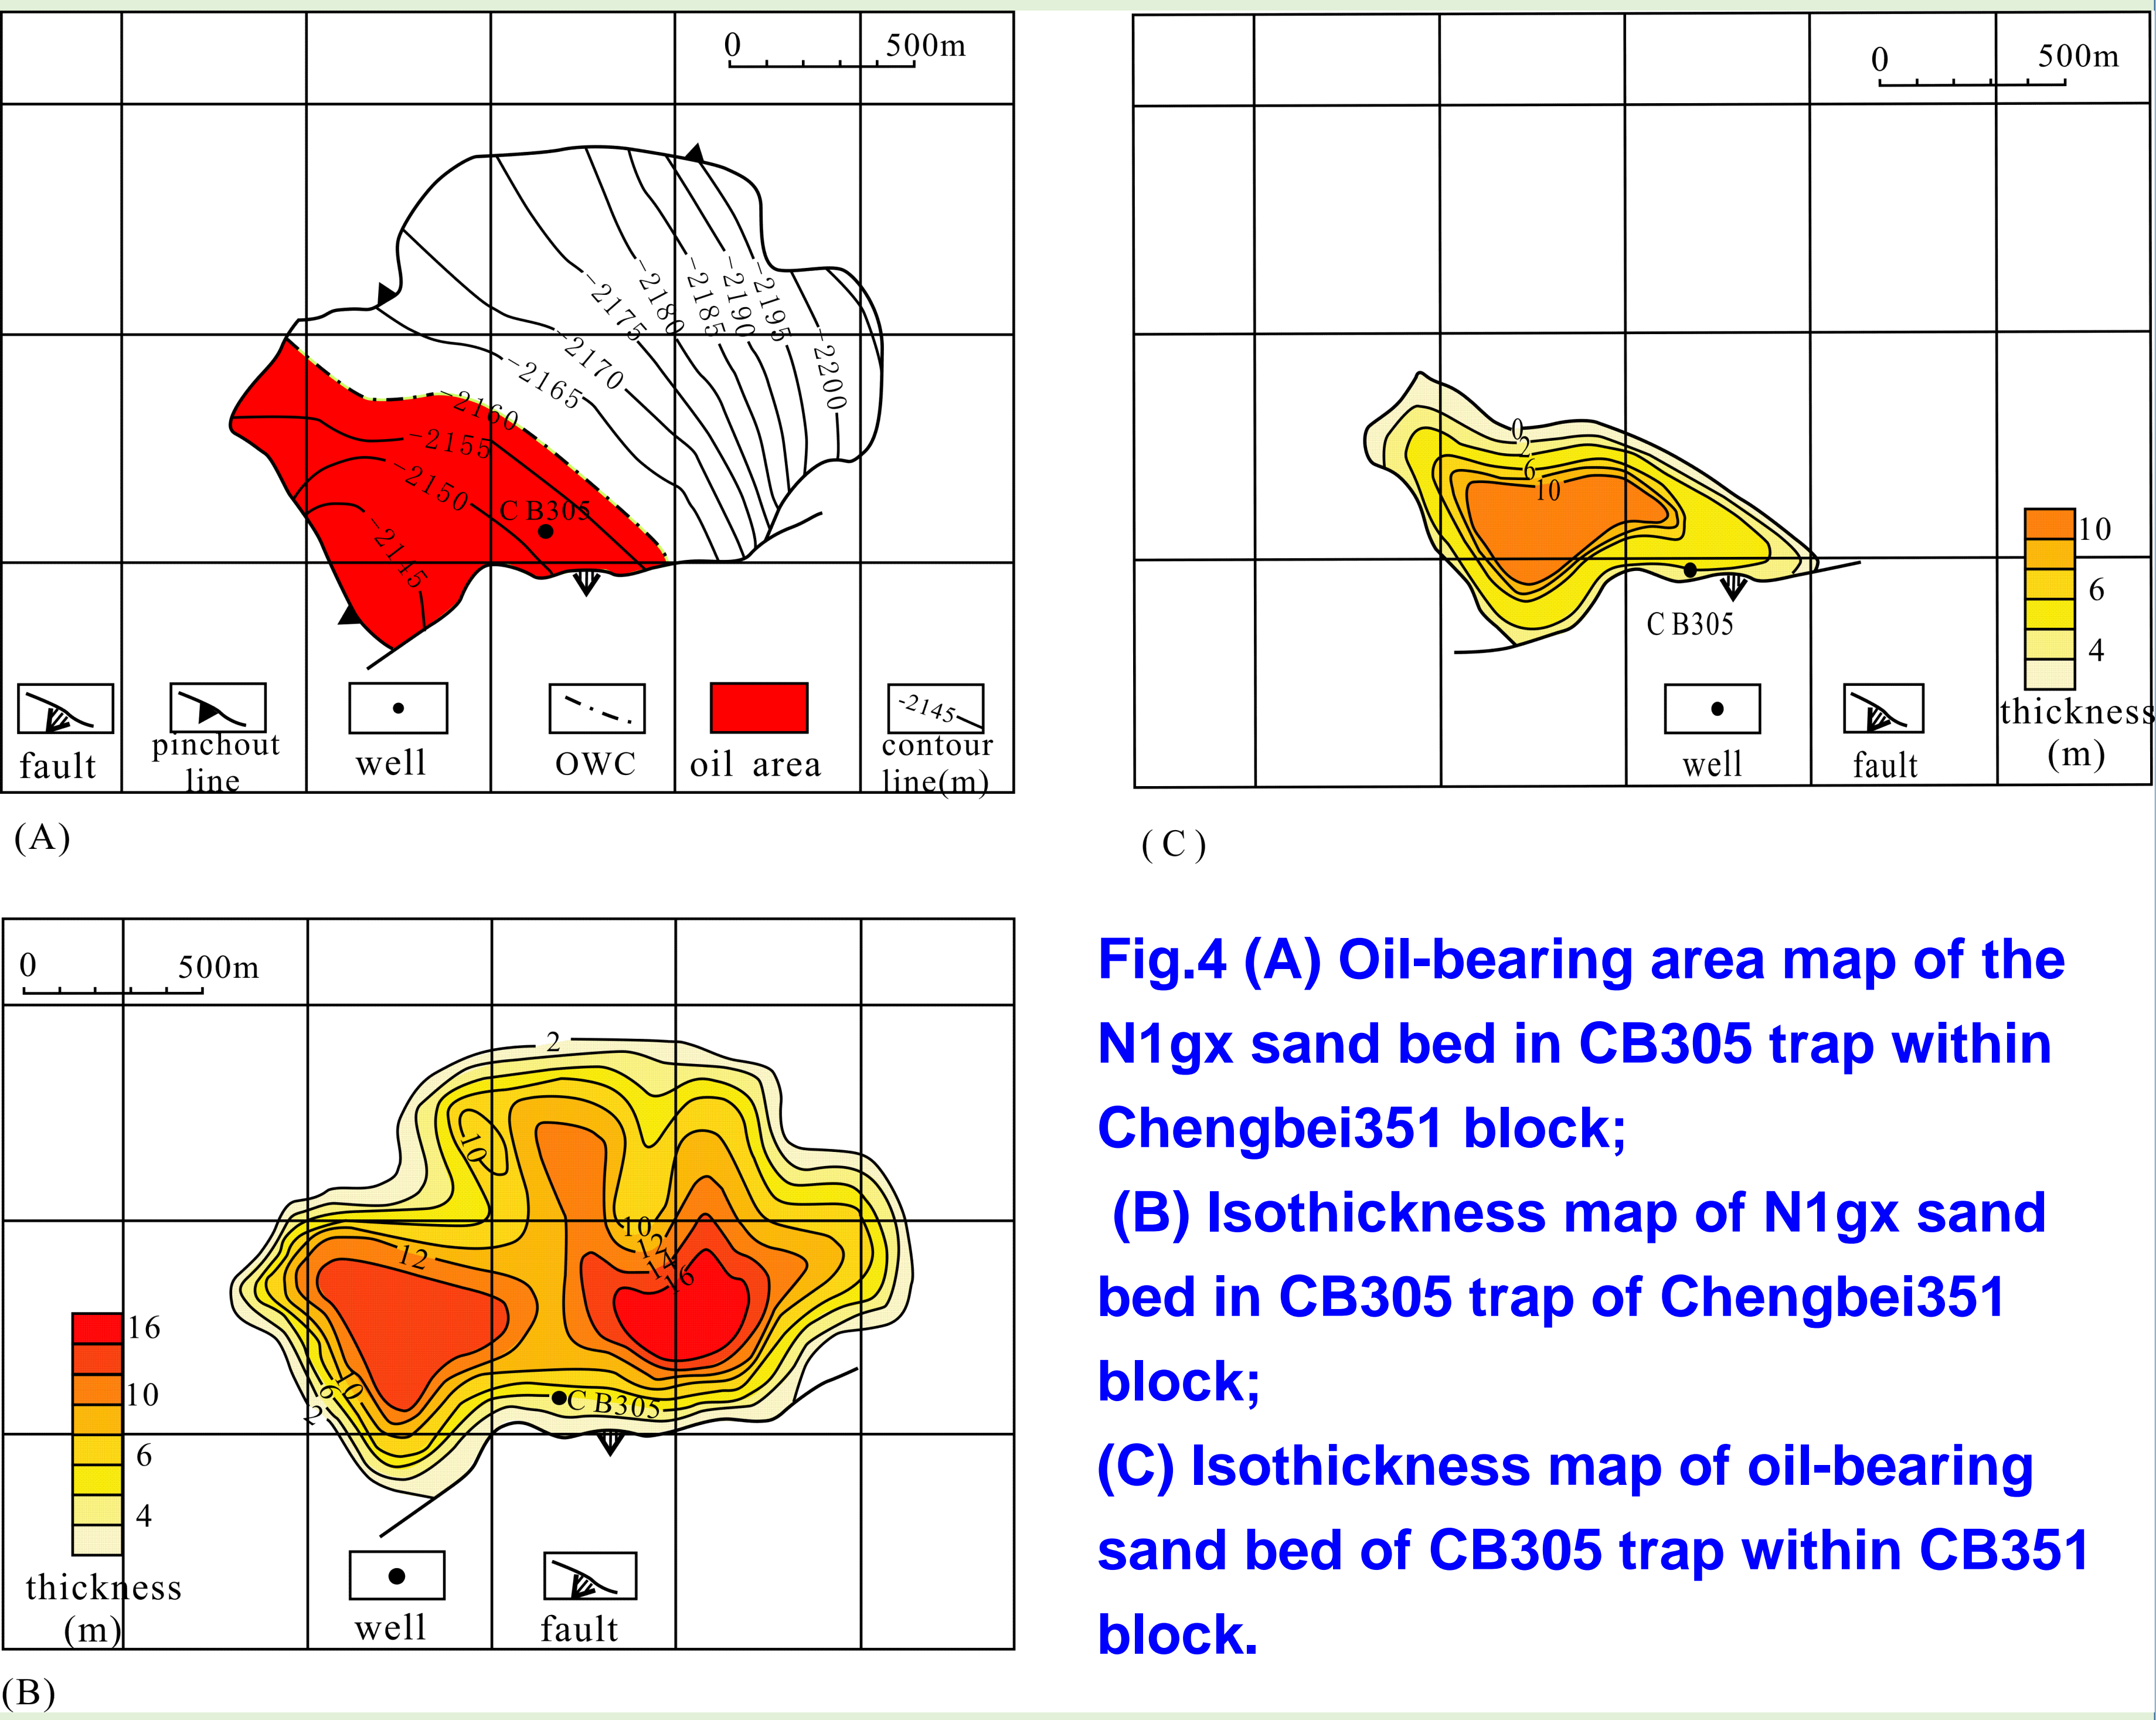 0 500m
-2175
-2180
-2185
-2190
-2195
-2200
-2170
-2165
-2160
-2155
-2150
-2145
C B305
-2145
fault
pinchout
line
well
OWC
oil area
contour
line(m)
(A)
0 500m
0
2
6
10
C B305
10
6
4
thickness
(m)
well
fault
( C )
0 500m
2
10
10
12
14
16
12
10
6
2
C B305
16
10
6
4
thickness
(m)
well
fault
(B)
Fig.4 (A) Oil-bearing area map of the
N1gx sand bed in CB305 trap within
Chengbei351 block;
(B) Isothickness map of N1gx sand
bed in CB305 trap of Chengbei351
block;
(C) Isothickness map of oil-bearing
sand bed of CB305 trap within CB351
block.